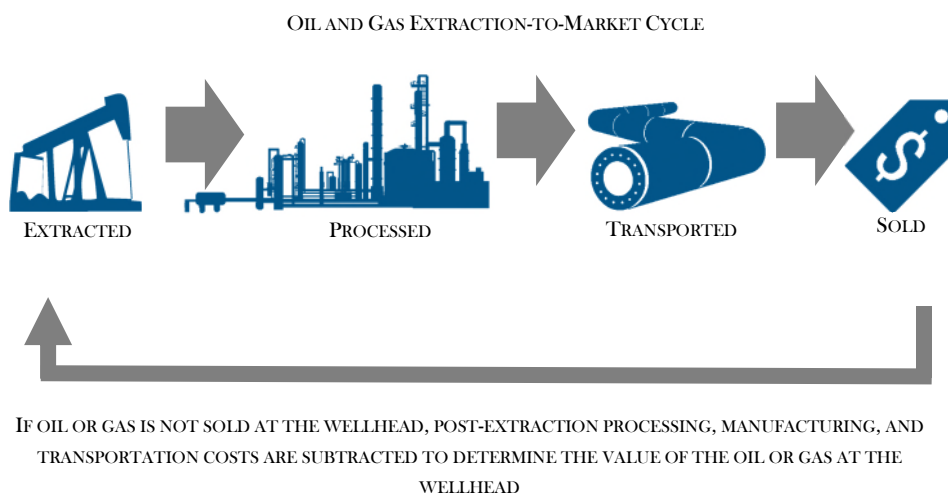 OIL AND GAS EXTRACTION-TO-MARKET CYCLE
EXTRACTED
PROCESSED
TRANSPORTED
SOLD
$
IF OIL OR GAS IS NOT SOLD AT THE WELLHEAD, POST-EXTRACTION PROCESSING, MANUFACTURING, AND
TRANSPORTATION COSTS ARE SUBTRACTED TO DETERMINE THE VALUE OF THE OIL OR GAS AT THE
WELLHEAD